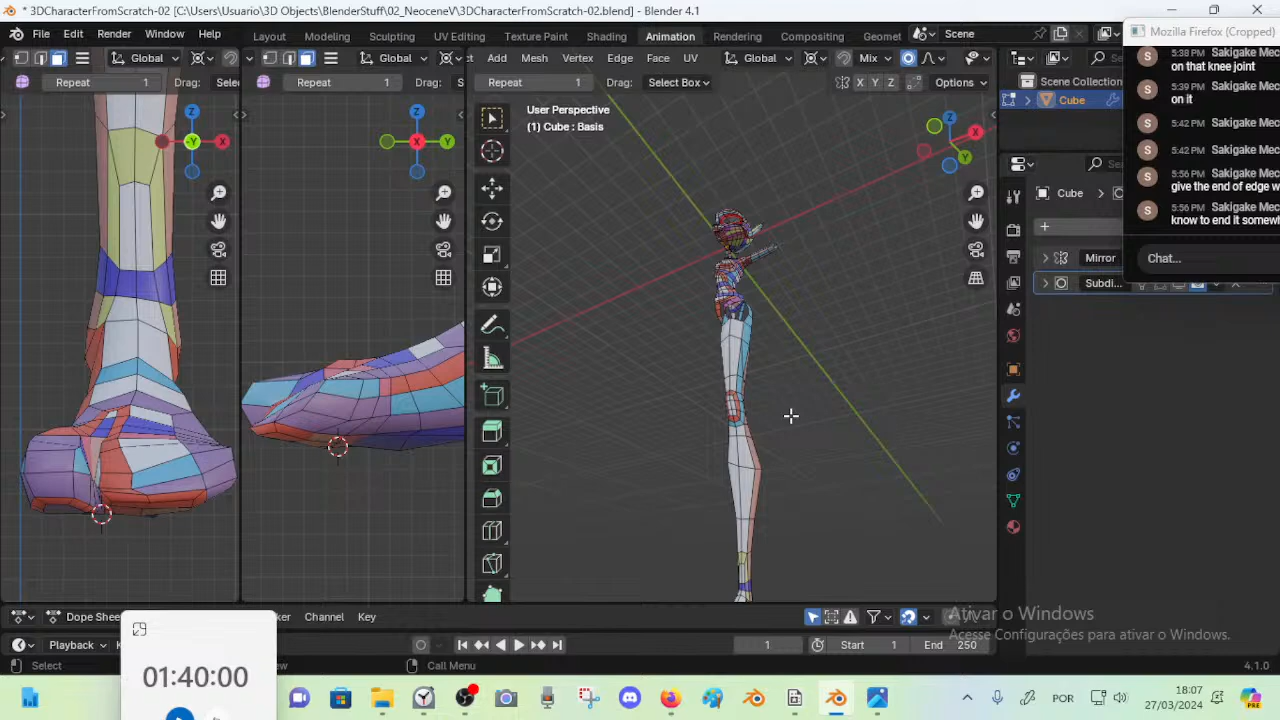 * 3DCharacterFromScratch-02 [C:\Users\Usuario\3D Objects\BlenderStuff\02_NeoceneV\3DCharacterFromScratch-02.blend] - Blender 4.1
File Edit Render Window Help
Layout Modeling Sculpting UV Editing Texture Paint Shading Animation Rendering Compositing Geomet
Scene
Mozilla Firefox (Cropped)
Global
Global
Add Mesh Vertex Edge Face UV
Global
Mix
Repeat 1 Drag: Sele
Repeat 1 Drag: S
Repeat 1 Drag: Select Box
X Y Z
Options
Scene Collection
Cube
User Perspective
(1) Cube : Basis
Z
-Y
X
Z
X
Y
Z
X
Y
S
5:38 PM Sakigake Mec
on that knee joint
S
5:39 PM Sakigake Mec
on it
S
5:42 PM Sakigake Mec
S
5:42 PM Sakigake Mec
S
5:56 PM Sakigake Mec
give the end of edge w
S
5:56 PM Sakigake Mec
know to end it somewh
Chat...
Cube
Mirror
Subdi...
Dope Shee
ker Channel Key
Ativar o Windows
Acesse Configurações para ativar o Windows.
Playback
1
Start 1
End 250
Select
iew
Call Menu
4.1.0
01:40:00
POR
18:07
27/03/2024
PRE